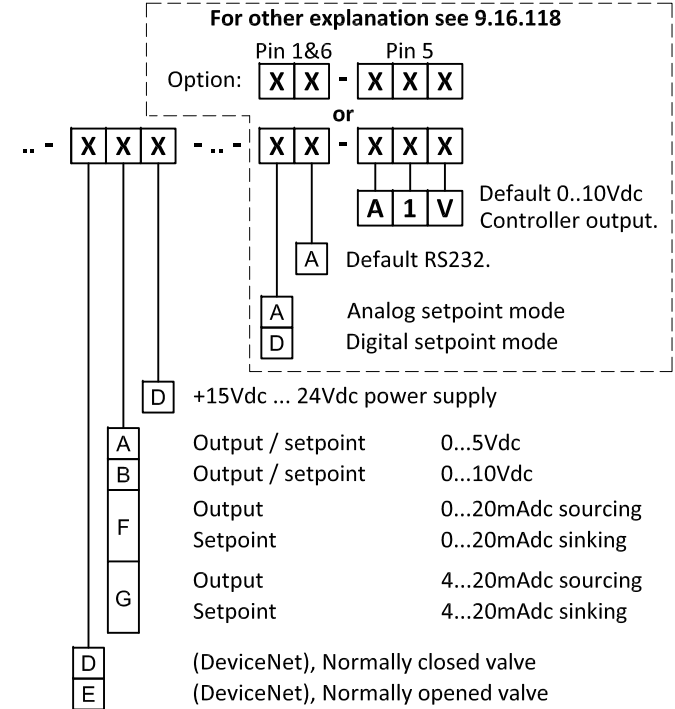 For other explanation see 9.16.118
Pin 1&6 Pin 5
Option: X X - X X X
or
.. - X X X - .. - X X - X X X
A 1 V Default 0..10Vdc
Controller output.
A Default RS232.
A Analog setpoint mode
D Digital setpoint mode
D +15Vdc ... 24Vdc power supply
A Output / setpoint 0...5Vdc
B Output / setpoint 0...10Vdc
F Output 0...20mAdc sourcing
Setpoint 0...20mAdc sinking
G Output 4...20mAdc sourcing
Setpoint 4...20mAdc sinking
D (DeviceNet), Normally closed valve
E (DeviceNet), Normally opened valve